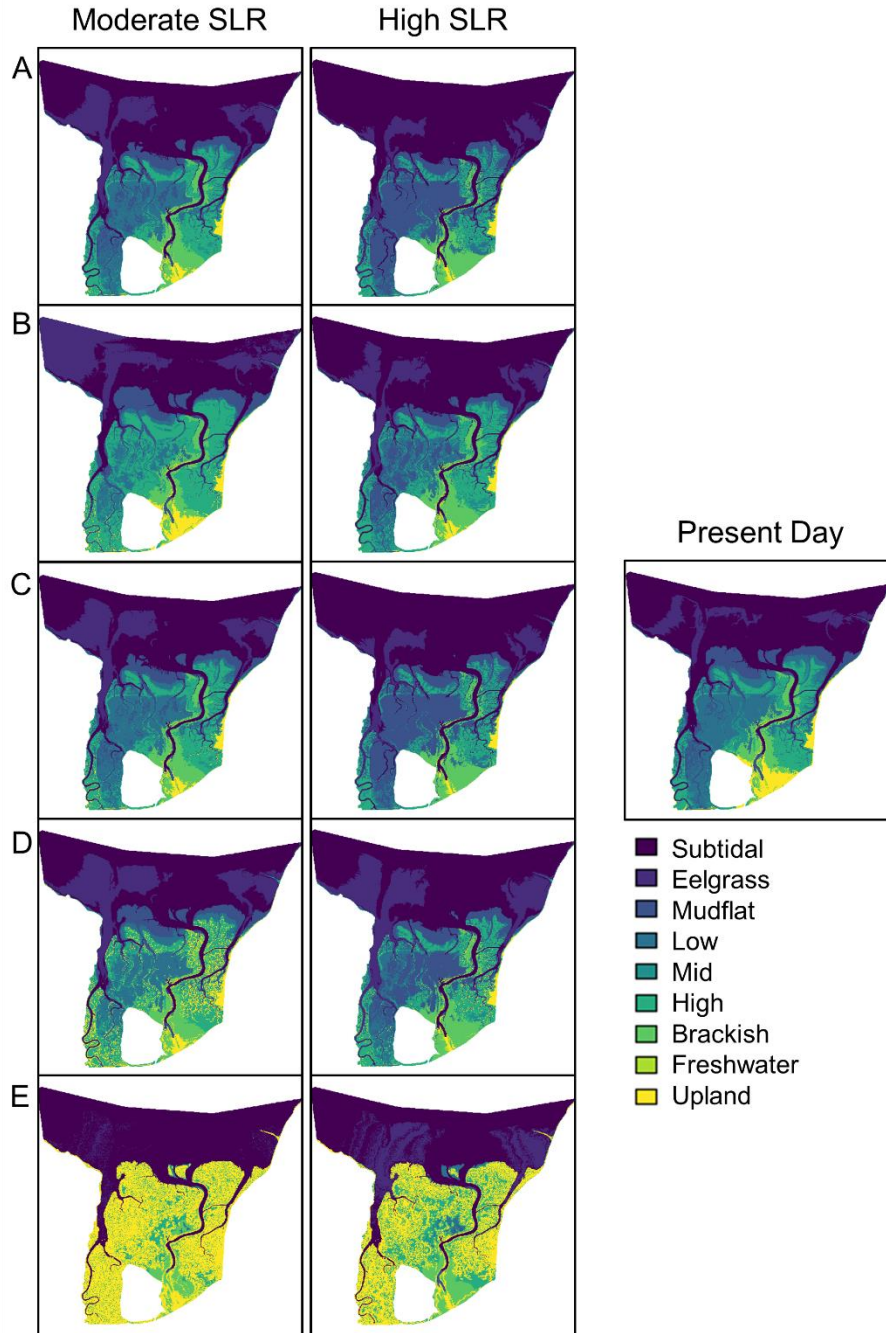 Moderate SLR
High SLR
A
B
C
D
E
Present Day
Subtidal
Eelgrass
Mudflat
Low
Mid
High
Brackish
Freshwater
Upland